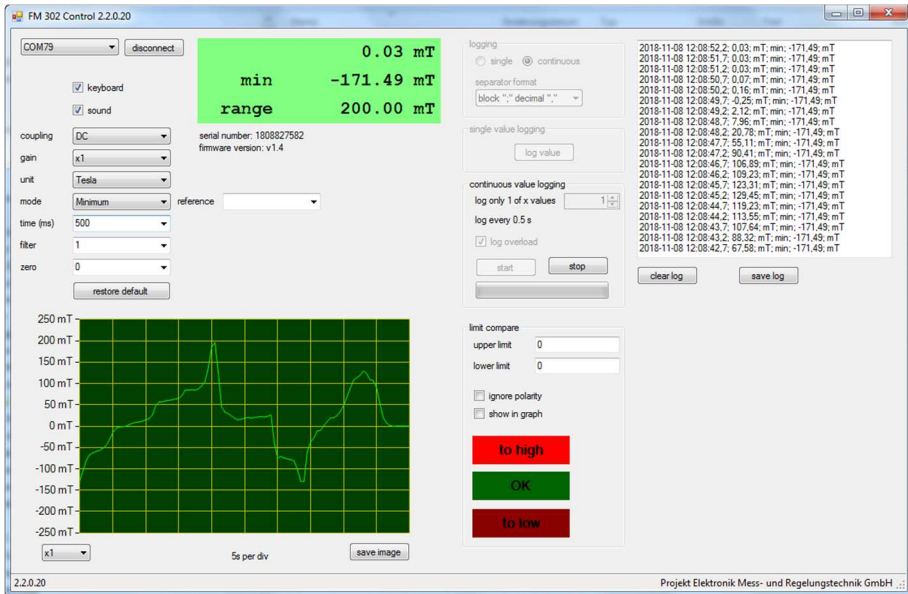 FM 302 Control 2.2.0.20
COM79
disconnect
keyboard
sound
0.03 mT
min -171.49 mT
range 200.00 mT
serial number: 1808827582
firmware version: v1.4
coupling DC
gain x1
unit Tesla
mode Minimum reference
time (ms) 500
filter 1
zero 0
restore default
250 mT
200 mT
150 mT
100 mT
50 mT
0 mT
-50 mT
-100 mT
-150 mT
-200 mT
-250 mT
x1
5s per div
save image
logging
single continuous
separator format
block ";" decimal ","
single value logging
log value
continuous value logging
log only 1 of x values 1
log every 0.5 s
log overload
start stop
limit compare
upper limit 0
lower limit 0
ignore polarity
show in graph
to high
OK
to low
2018-11-08 12:08:52,2; 0,03; mT; min; -171,49; mT
2018-11-08 12:08:51,7; 0,03; mT; min; -171,49; mT
2018-11-08 12:08:51,2; 0,03; mT; min; -171,49; mT
2018-11-08 12:08:50,7; 0,07; mT; min; -171,49; mT
2018-11-08 12:08:50,2; 0,16; mT; min; -171,49; mT
2018-11-08 12:08:49,7; -0,25; mT; min; -171,49; mT
2018-11-08 12:08:49,2; 2,12; mT; min; -171,49; mT
2018-11-08 12:08:48,7; 7,96; mT; min; -171,49; mT
2018-11-08 12:08:48,2; 20,78; mT; min; -171,49; mT
2018-11-08 12:08:47,7; 55,11; mT; min; -171,49; mT
2018-11-08 12:08:47,2; 90,41; mT; min; -171,49; mT
2018-11-08 12:08:46,7; 106,89; mT; min; -171,49; mT
2018-11-08 12:08:46,2; 109,23; mT; min; -171,49; mT
2018-11-08 12:08:45,7; 123,31; mT; min; -171,49; mT
2018-11-08 12:08:45,2; 129,45; mT; min; -171,49; mT
2018-11-08 12:08:44,7; 119,23; mT; min; -171,49; mT
2018-11-08 12:08:44,2; 113,55; mT; min; -171,49; mT
2018-11-08 12:08:43,7; 107,64; mT; min; -171,49; mT
2018-11-08 12:08:43,2; 88,32; mT; min; -171,49; mT
2018-11-08 12:08:42,7; 67,58; mT; min; -171,49; mT
clear log
save log
2.2.0.20
Projekt Elektronik Mess- und Regelungstechnik GmbH